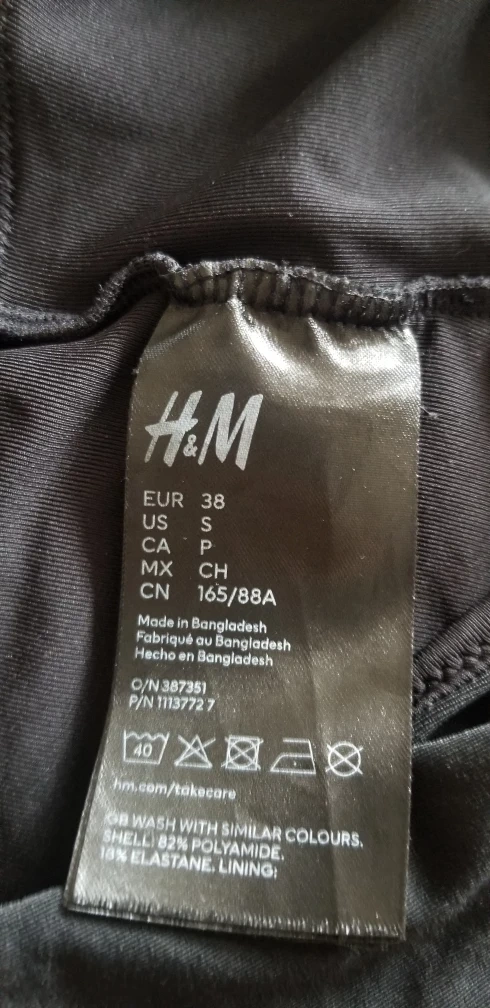 H&M
EUR 38
US S
CA P
MX CH
CN 165/88A
Made in Bangladesh
Fabriqué au Bangladesh
Hecho en Bangladesh
O/N 387351
P/N 1113772 7
40
hm.com/takecare
GB WASH WITH SIMILAR COLOURS.
SHELL: 82% POLYAMIDE.
18% ELASTANE. LINING: